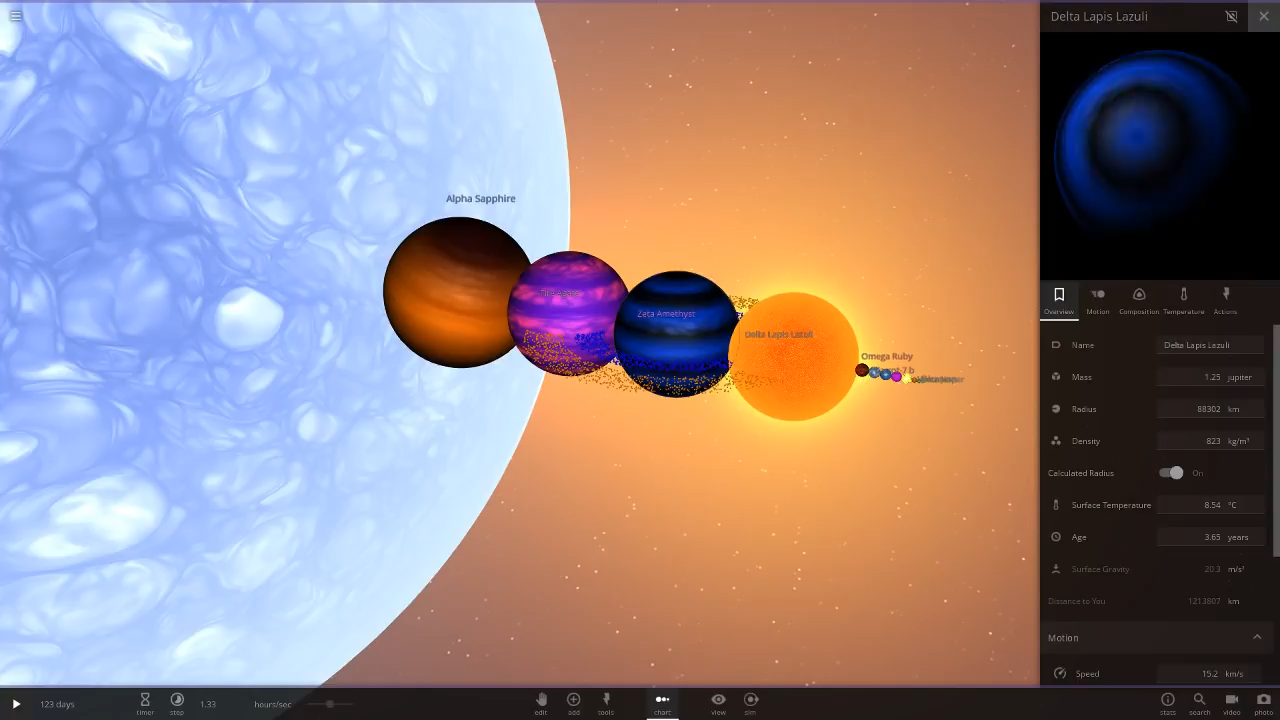 Delta Lapis Lazuli
Alpha Sapphire
Zeta Amethyst
Delta Lapis Lazuli
Omega Ruby
Overview
Motion
Composition
Temperature
Actions
Name
Delta Lapis Lazuli
Mass
1.25 jupiter
Radius
88302 km
Density
823 kg/m³
Calculated Radius
On
Surface Temperature
8.54 °C
Age
3.65 years
Surface Gravity
20.3 m/s²
Distance to You
1213807 km
Motion
Speed
15.2 km/s
123 days
timer
step
1.33
hours/sec
edit
add
tools
chart
view
sim
stats
search
video
photo